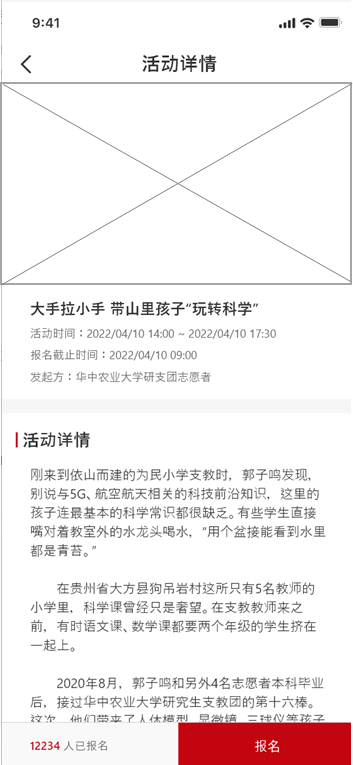 9:41
活动详情
大手拉小手 带山里孩子“玩转科学”
活动时间：2022/04/10 14:00 ~ 2022/04/10 17:30
报名截止时间：2022/04/10 09:00
发起方：华中农业大学研支团志愿者
活动详情
刚来到依山而建的为民小学支教时，郭子鸣发现，
别说与5G、航空航天相关的科技前沿知识，这里的
孩子连最基本的科学常识都很缺乏。有些学生直接
嘴对着教室外的水龙头喝水，“用个盆接能看到水里
都是青苔。”
在贵州省大方县狗吊岩村这所只有5名教师的
小学里，科学课曾经只是奢望。在支教教师来之
前，有时语文课、数学课都要两个年级的学生挤在
一起上。
2020年8月，郭子鸣和另外4名志愿者本科毕业
后，接过华中农业大学研究生支教团的第十六棒。
这次，他们带来了人体模型、显微镜、三球仪等孩子
12234 人已报名
报名